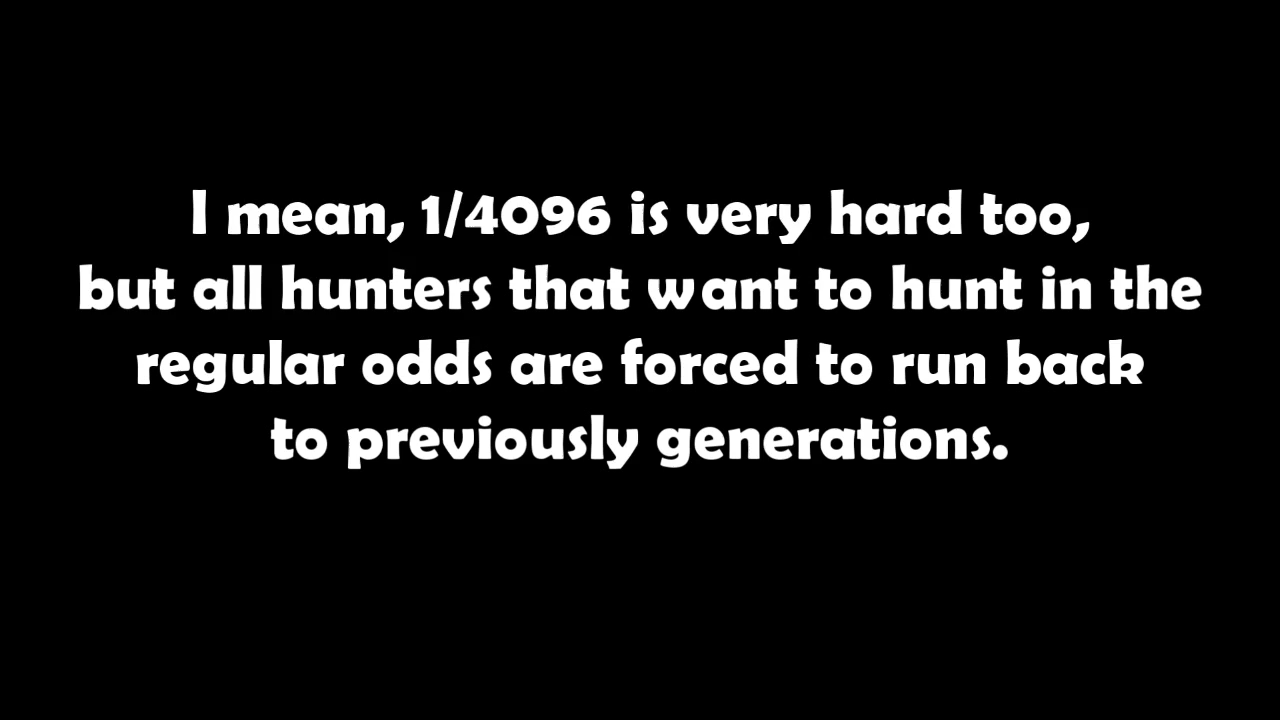 I mean, 1/4096 is very hard too,
but all hunters that want to hunt in the
regular odds are forced to run back
to previously generations.